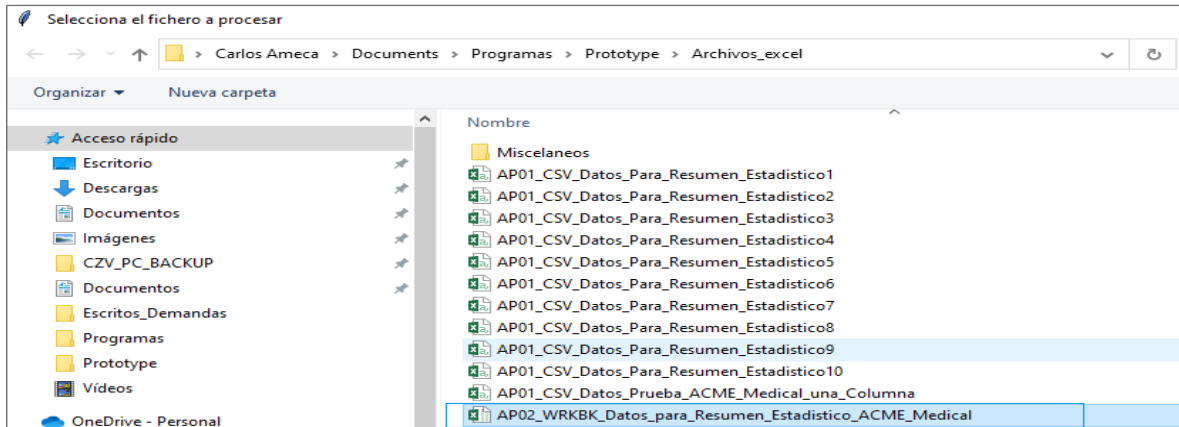 Selecciona el fichero a procesar
Carlos Ameca > Documents > Programas > Prototype > Archivos_excel
Organizar Nueva carpeta
Nombre
Acceso rápido
Escritorio
Descargas
Documentos
Imágenes
CZV_PC_BACKUP
Documentos
Escritos_Demandas
Programas
Prototype
Vídeos
OneDrive - Personal
Miscelaneos
AP01_CSV_Datos_Para_Resumen_Estadistico1
AP01_CSV_Datos_Para_Resumen_Estadistico2
AP01_CSV_Datos_Para_Resumen_Estadistico3
AP01_CSV_Datos_Para_Resumen_Estadistico4
AP01_CSV_Datos_Para_Resumen_Estadistico5
AP01_CSV_Datos_Para_Resumen_Estadistico6
AP01_CSV_Datos_Para_Resumen_Estadistico7
AP01_CSV_Datos_Para_Resumen_Estadistico8
AP01_CSV_Datos_Para_Resumen_Estadistico9
AP01_CSV_Datos_Para_Resumen_Estadistico10
AP01_CSV_Datos_Prueba_ACME_Medical_una_Columna
AP02_WRKBK_Datos_para_Resumen_Estadistico_ACME_Medical